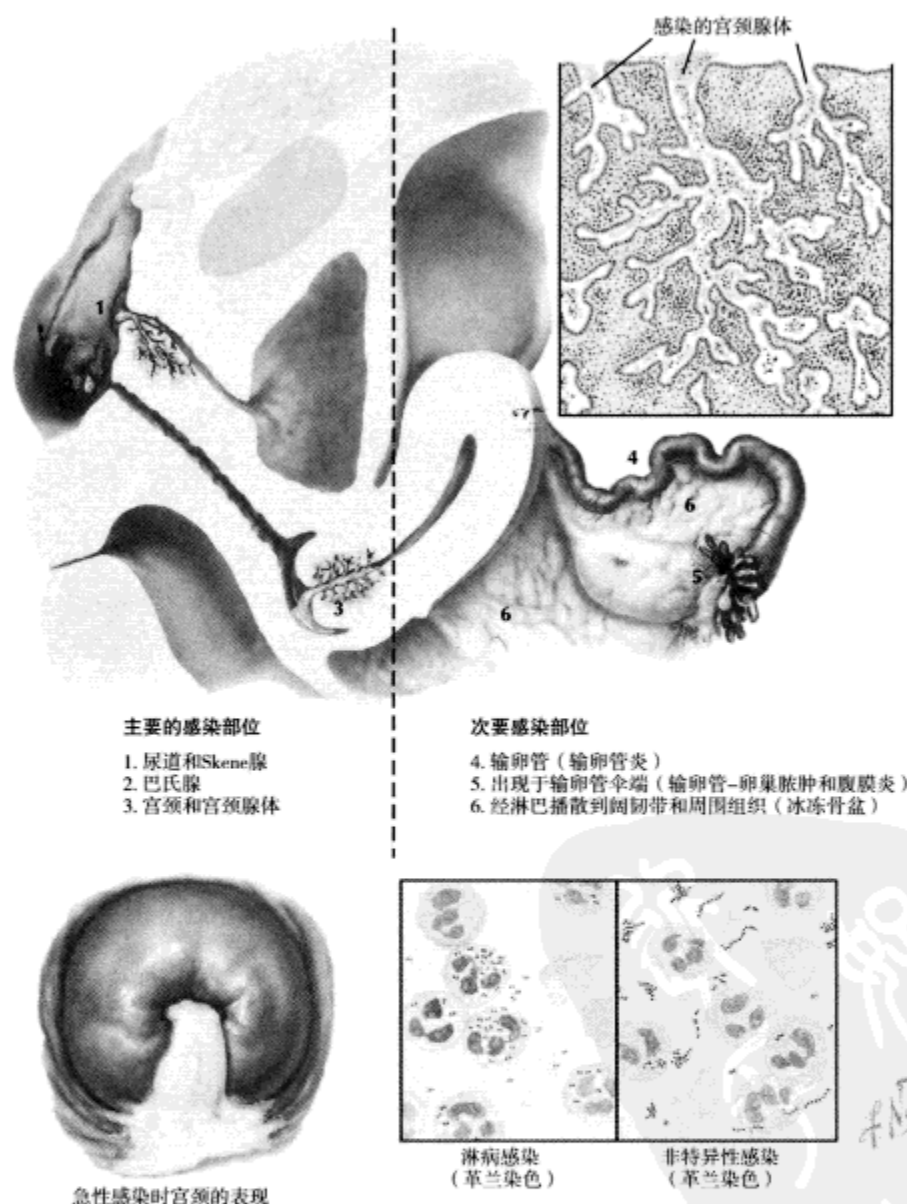 感染的宫颈腺体
1
1
4
6
5
3
6
主要的感染部位
1. 尿道和Skene腺
2. 巴氏腺
3. 宫颈和宫颈腺体
次要感染部位
4. 输卵管（输卵管炎）
5. 出现于输卵管伞端（输卵管-卵巢脓肿和腹膜炎）
6. 经淋巴播散到阔韧带和周围组织（冰冻骨盆）
急性感染时宫颈的表现
淋病感染
（革兰染色）
非特异性感染
（革兰染色）